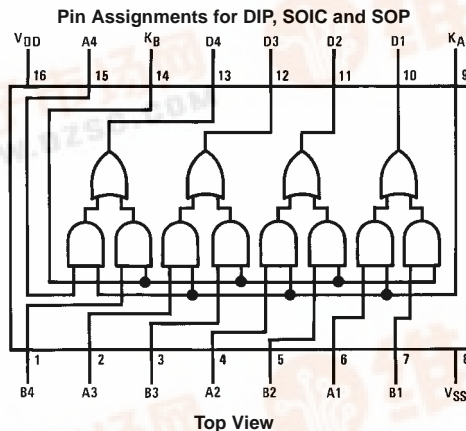 Pin Assignments for DIP, SOIC and SOP
VDD A4 KB D4 D3 D2 D1 KA
16 15 14 13 12 11 10 9
W.DZSC.COM
1 2 3 4 5 6 7 8
B4 A3 B3 A2 B2 A1 B1 VSS
Top View